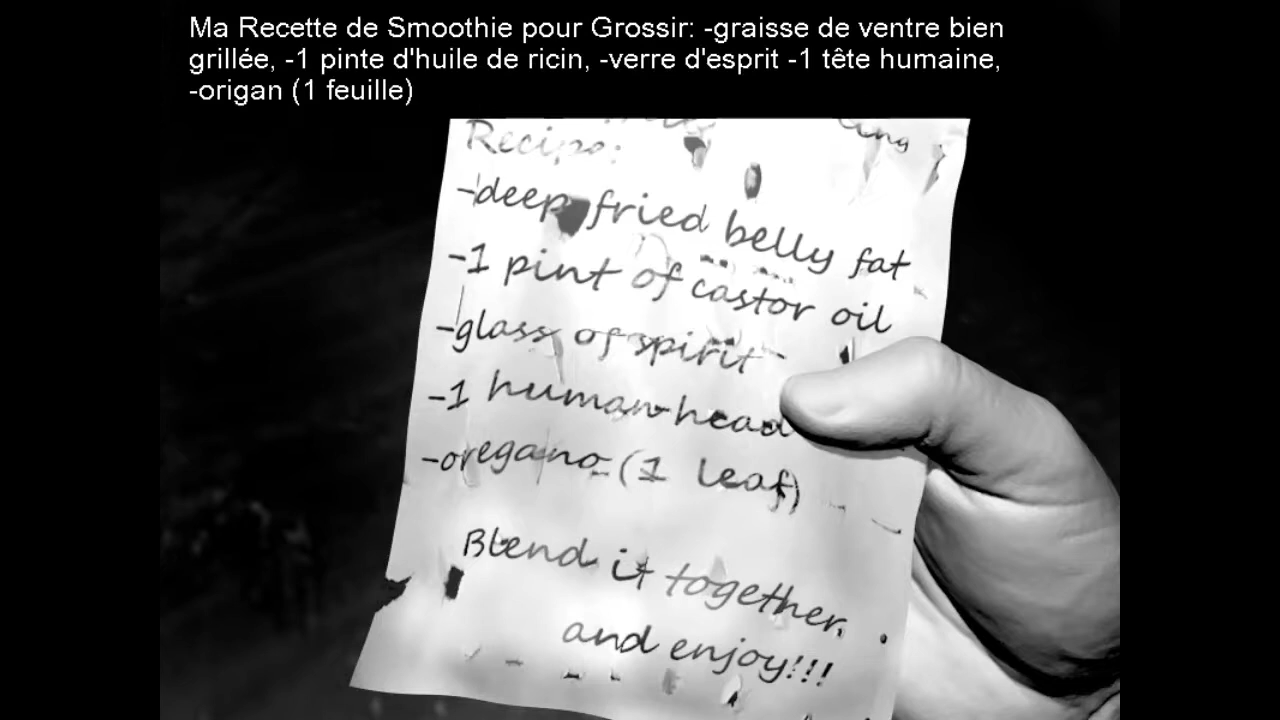 Ma Recette de Smoothie pour Grossir: -graisse de ventre bien
grillée, -1 pinte d'huile de ricin, -verre d'esprit -1 tête humaine,
-origan (1 feuille)
Recipe:
-deep fried belly fat
-1 pint of castor oil
-glass of spirit
-1 human head
-oregano (1 leaf)
Blend it together
and enjoy!!!